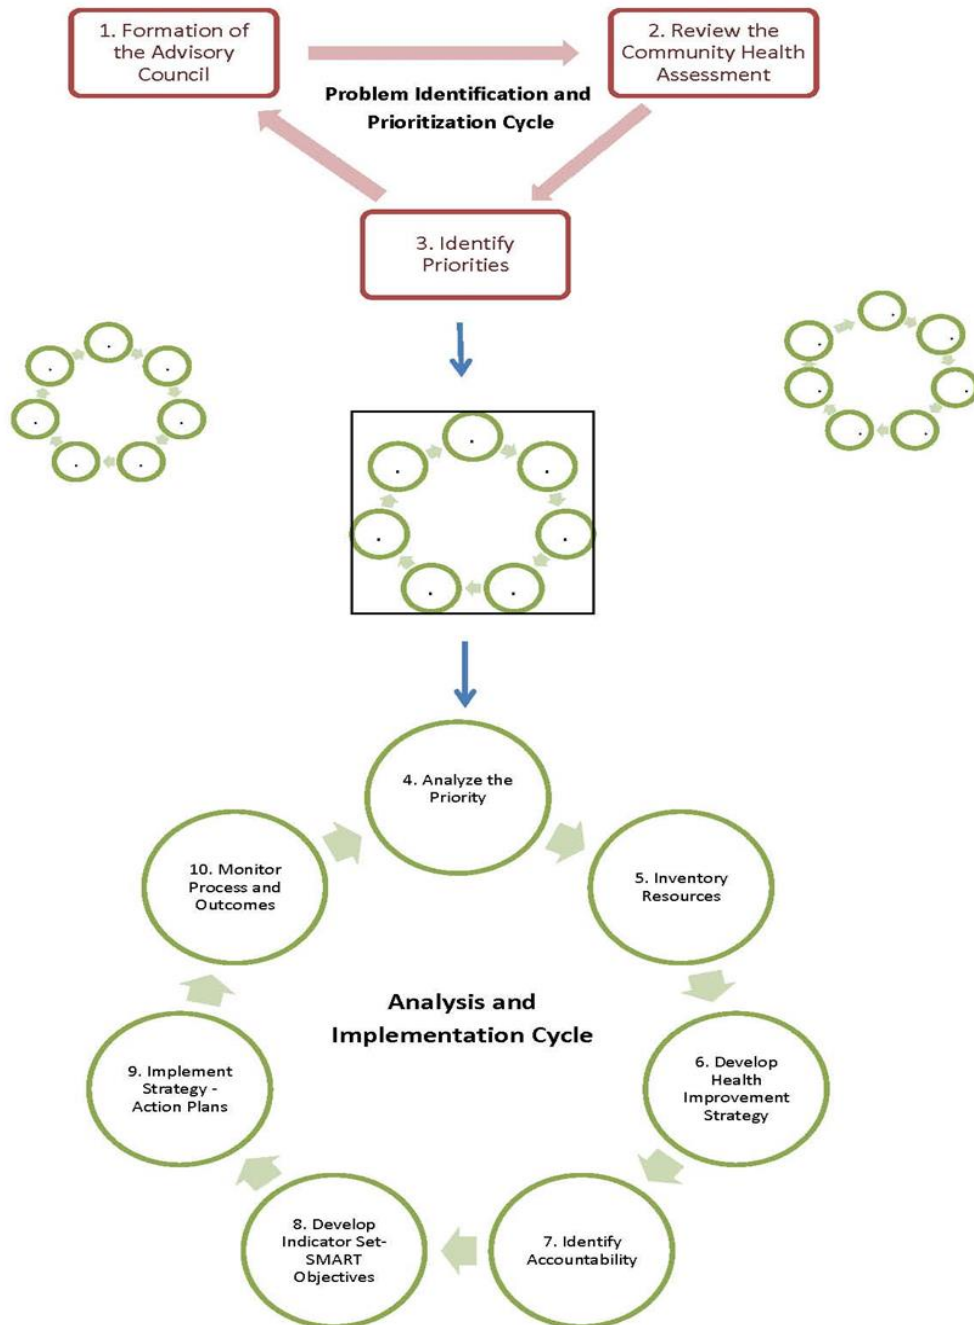 1. Formation of
the Advisory
Council
2. Review the
Community Health
Assessment
Problem Identification and
Prioritization Cycle
3. Identify
Priorities
4. Analyze the
Priority
5. Inventory
Resources
6. Develop
Health
Improvement
Strategy
7. Identify
Accountability
8. Develop
Indicator Set-
SMART
Objectives
9. Implement
Strategy -
Action Plans
10. Monitor
Process and
Outcomes
Analysis and
Implementation Cycle